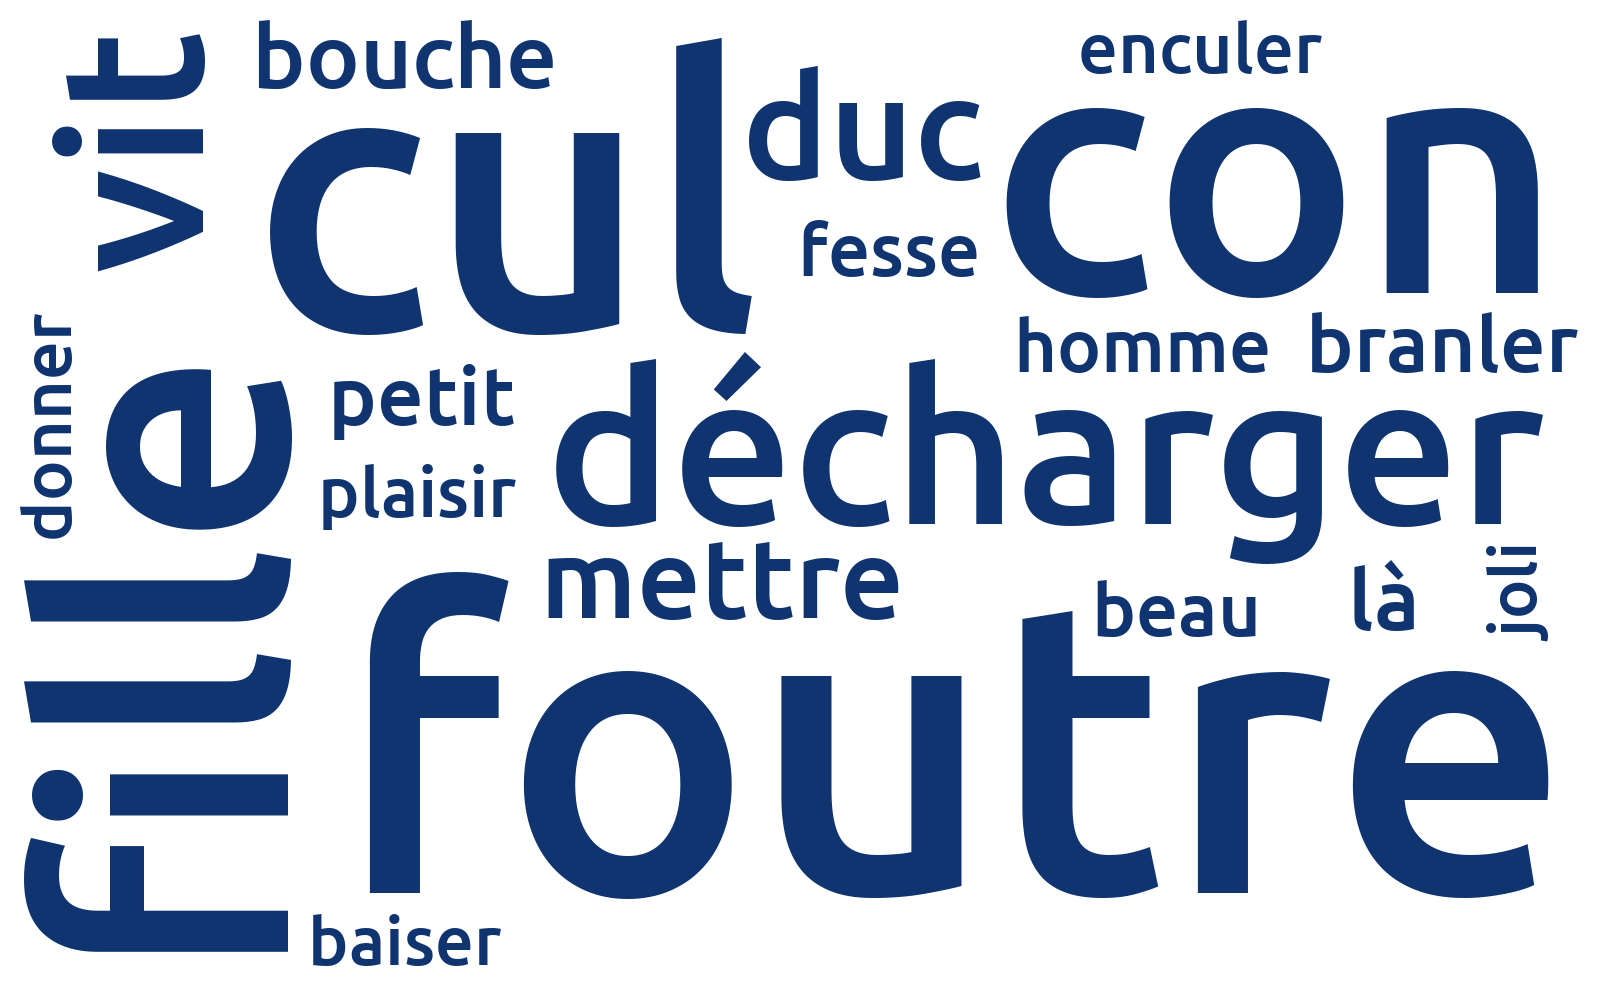 vit
bouche
cul
duc
enculer
con
fesse
donner
homme
branler
petit
décharger
fille
plaisir
mettre
beau
là
joli
foutre
baiser